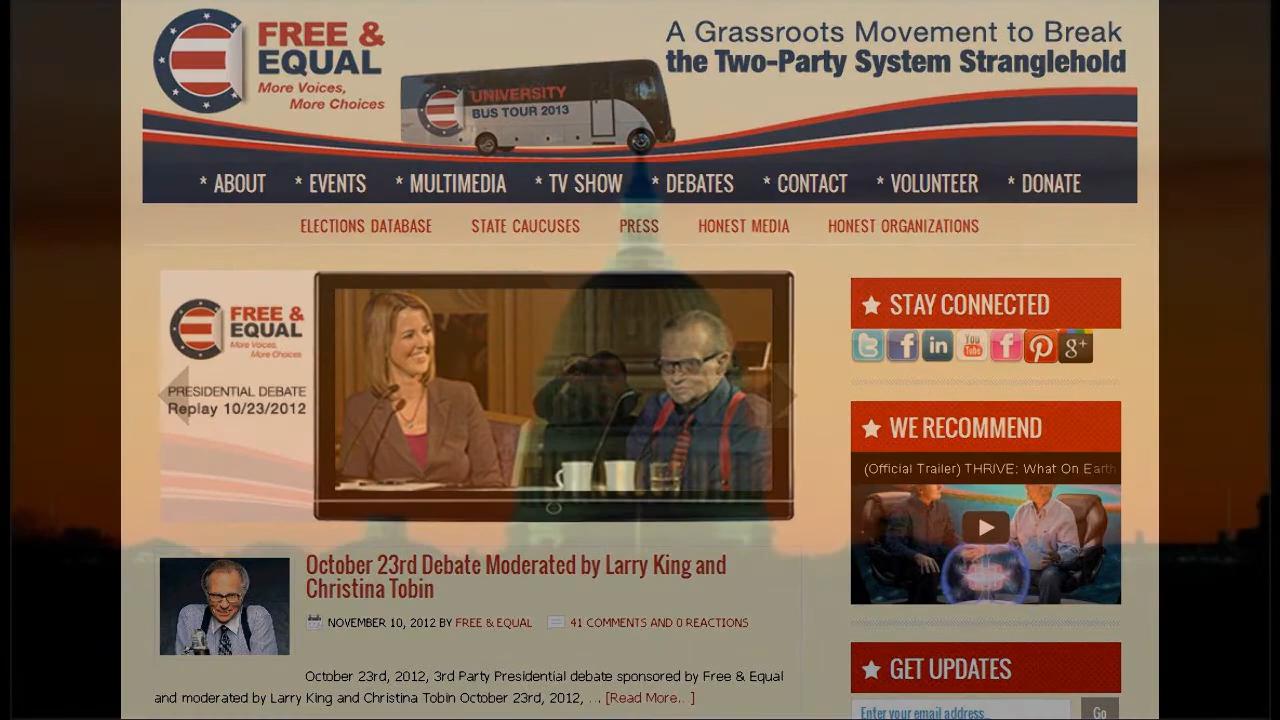 FREE &
EQUAL
More Voices,
More Choices
A Grassroots Movement to Break
the Two-Party System Stranglehold
UNIVERSITY
BUS TOUR 2013
* ABOUT * EVENTS * MULTIMEDIA * TV SHOW * DEBATES * CONTACT * VOLUNTEER * DONATE
ELECTIONS DATABASE STATE CAUCUSES PRESS HONEST MEDIA HONEST ORGANIZATIONS
FREE &
EQUAL
More Voices,
More Choices
PRESIDENTIAL DEBATE
Replay 10/23/2012
STAY CONNECTED
in
You
Tube
g+
WE RECOMMEND
(Official Trailer) THRIVE: What On Earth
October 23rd Debate Moderated by Larry King and
Christina Tobin
NOVEMBER 10, 2012 BY FREE & EQUAL 41 COMMENTS AND 0 REACTIONS
October 23rd, 2012, 3rd Party Presidential debate sponsored by Free & Equal
and moderated by Larry King and Christina Tobin October 23rd, 2012, ... [Read More...]
GET UPDATES
Enter your email address... Go